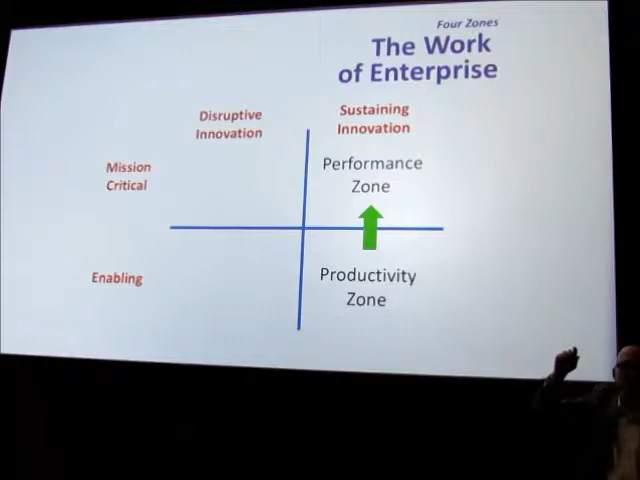 Four Zones
The Work
of Enterprise
Disruptive
Innovation
Sustaining
Innovation
Mission
Critical
Performance
Zone
Enabling
Productivity
Zone